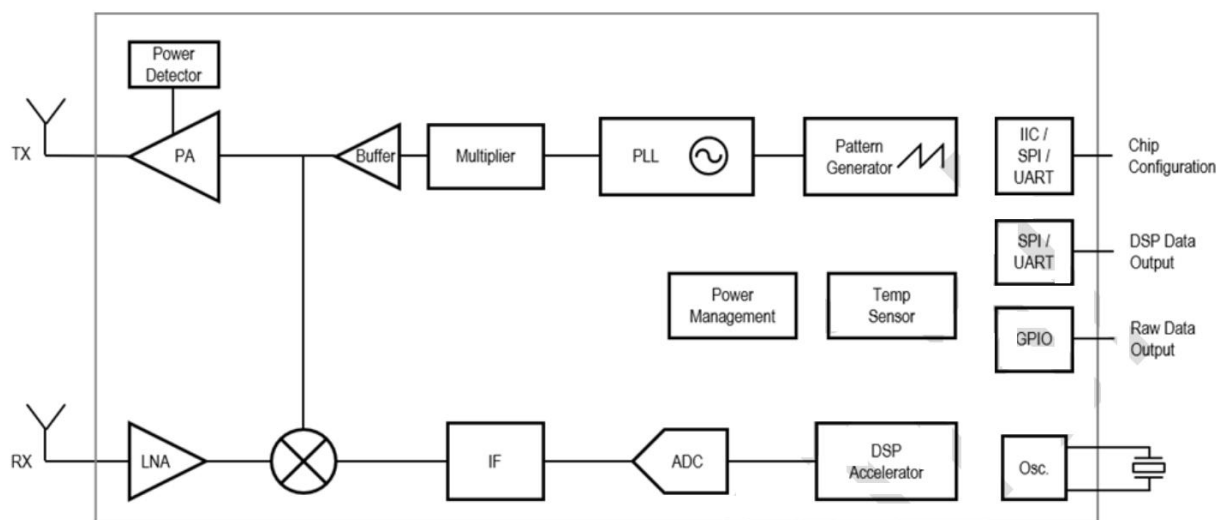 Power
Detector
TX
PA
Buffer
Multiplier
PLL
Pattern
Generator
IIC /
SPI /
UART
Chip
Configuration
SPI /
UART
DSP Data
Output
Power
Management
Temp
Sensor
GPIO
Raw Data
Output
RX
LNA
IF
ADC
DSP
Accelerator
Osc.